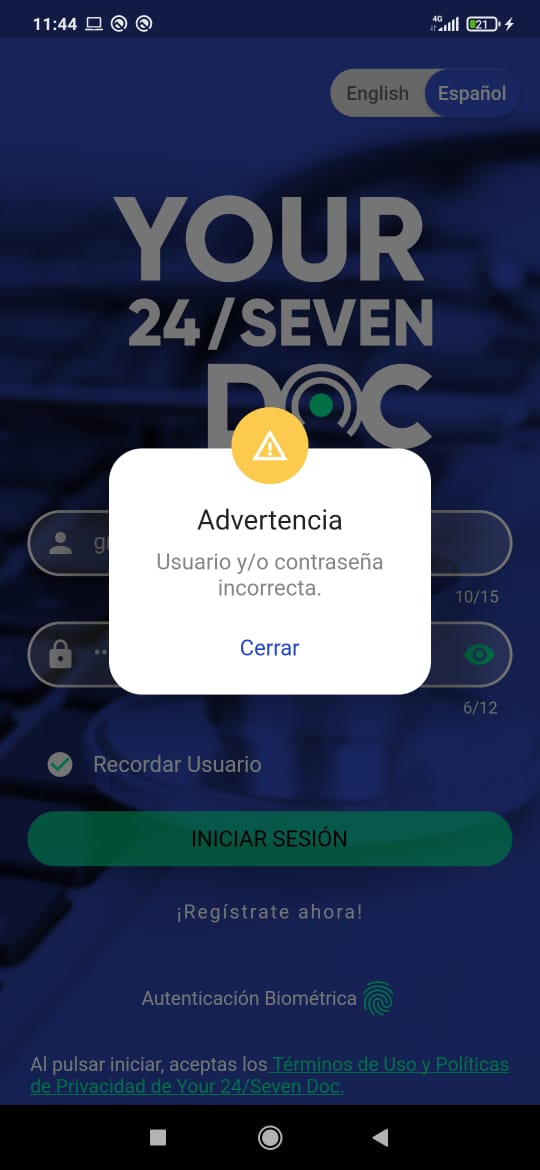 11:44
4G
21
English
Español
YOUR
24/SEVEN
DOC
Advertencia
Usuario y/o contraseña
incorrecta.
Cerrar
10/15
6/12
Recordar Usuario
INICIAR SESIÓN
¡Regístrate ahora!
Autenticación Biométrica
Al pulsar iniciar, aceptas los Términos de Uso y Políticas
de Privacidad de Your 24/Seven Doc.